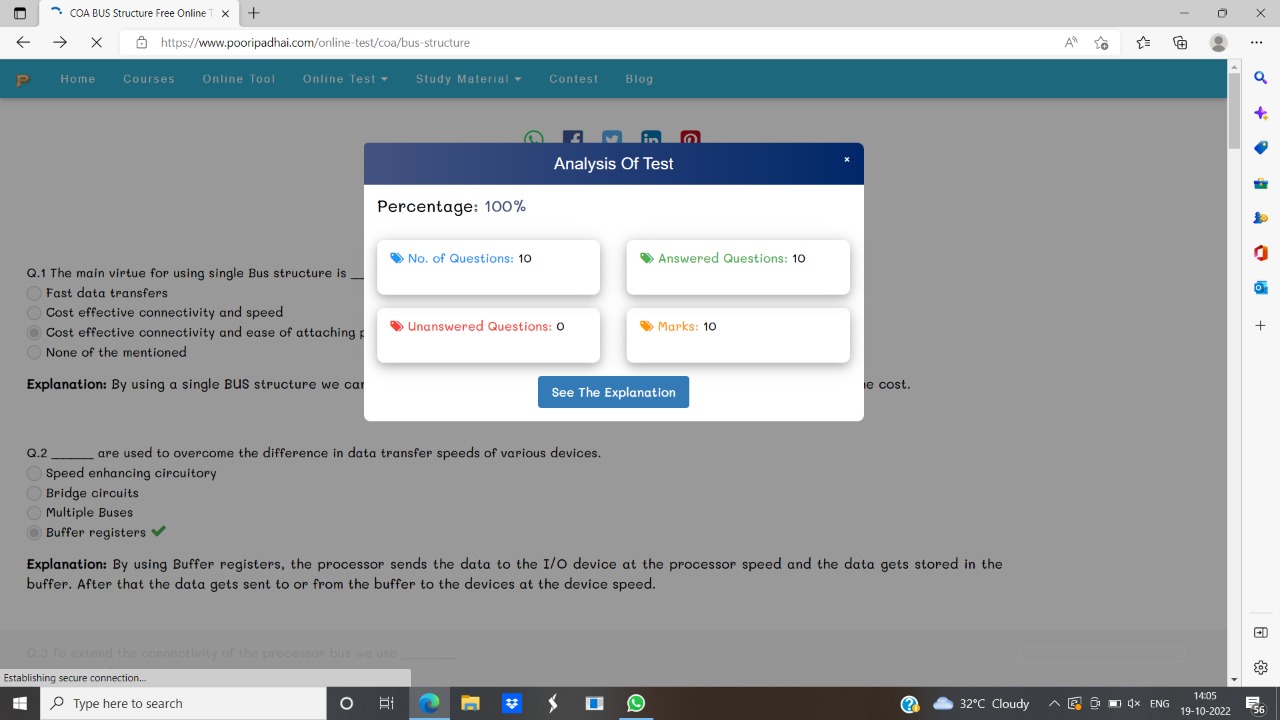 COA BUS Structure Free Online T
https://www.pooripadhai.com/online-test/coa/bus-structure
Home Courses Online Tool Online Test Study Material Contest Blog
Analysis Of Test
×
Percentage: 100%
No. of Questions: 10
Answered Questions: 10
Unanswered Questions: 0
Marks: 10
See The Explanation
Q.1 The main virtue for using single Bus structure is __
Fast data transfers
Cost effective connectivity and speed
Cost effective connectivity and ease of attaching p
None of the mentioned
Explanation: By using a single BUS structure we car e cost.
Q.2 ______ are used to overcome the difference in data transfer speeds of various devices.
Speed enhancing circuitory
Bridge circuits
Multiple Buses
Buffer registers
Explanation: By using Buffer registers, the processor sends the data to the I/O device at the processor speed and the data gets stored in the
buffer. After that the data gets sent to or from the buffer to the devices at the device speed.
Q.3 To extend the connectivity of the processor bus we use ________
Establishing secure connection...
Type here to search
32°C Cloudy
ENG
14:05
19-10-2022
56